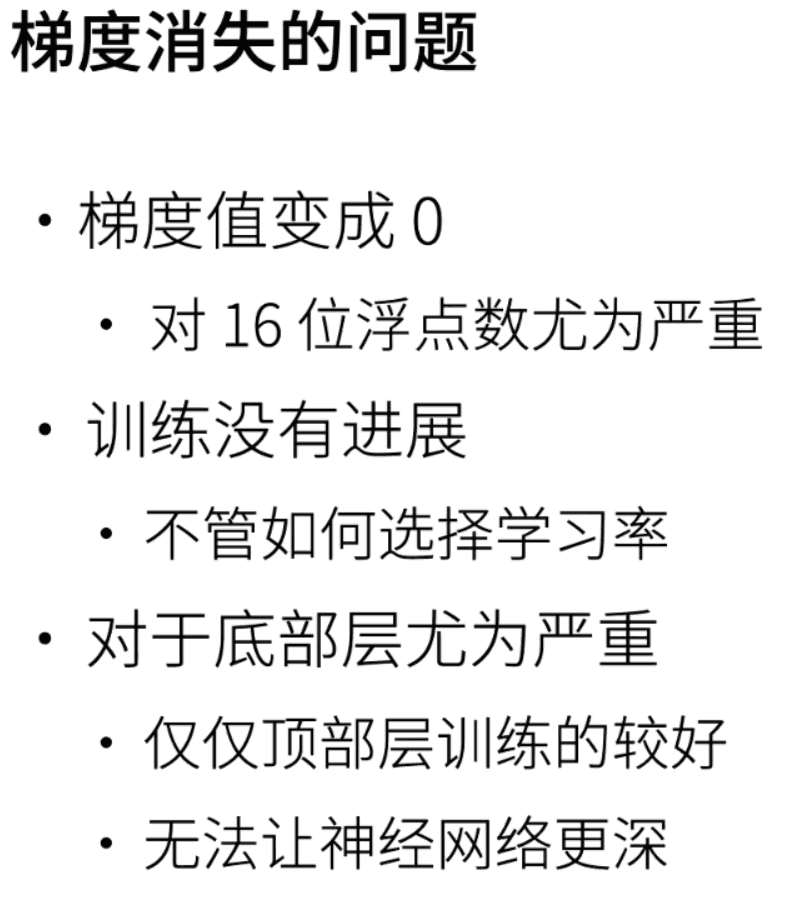 梯度消失的问题
• 梯度值变成 0
• 对 16 位浮点数尤为严重
• 训练没有进展
• 不管如何选择学习率
• 对于底部层尤为严重
• 仅仅顶部层训练的较好
• 无法让神经网络更深